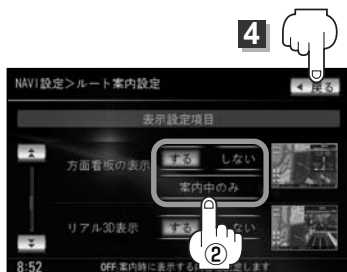 4
NAVI設定＞ルート案内設定
戻る
表示設定項目
方面看板の表示
する
しない
案内中のみ
リアル3D表示
する
②
8:52
OFF:案内時に表示する
します